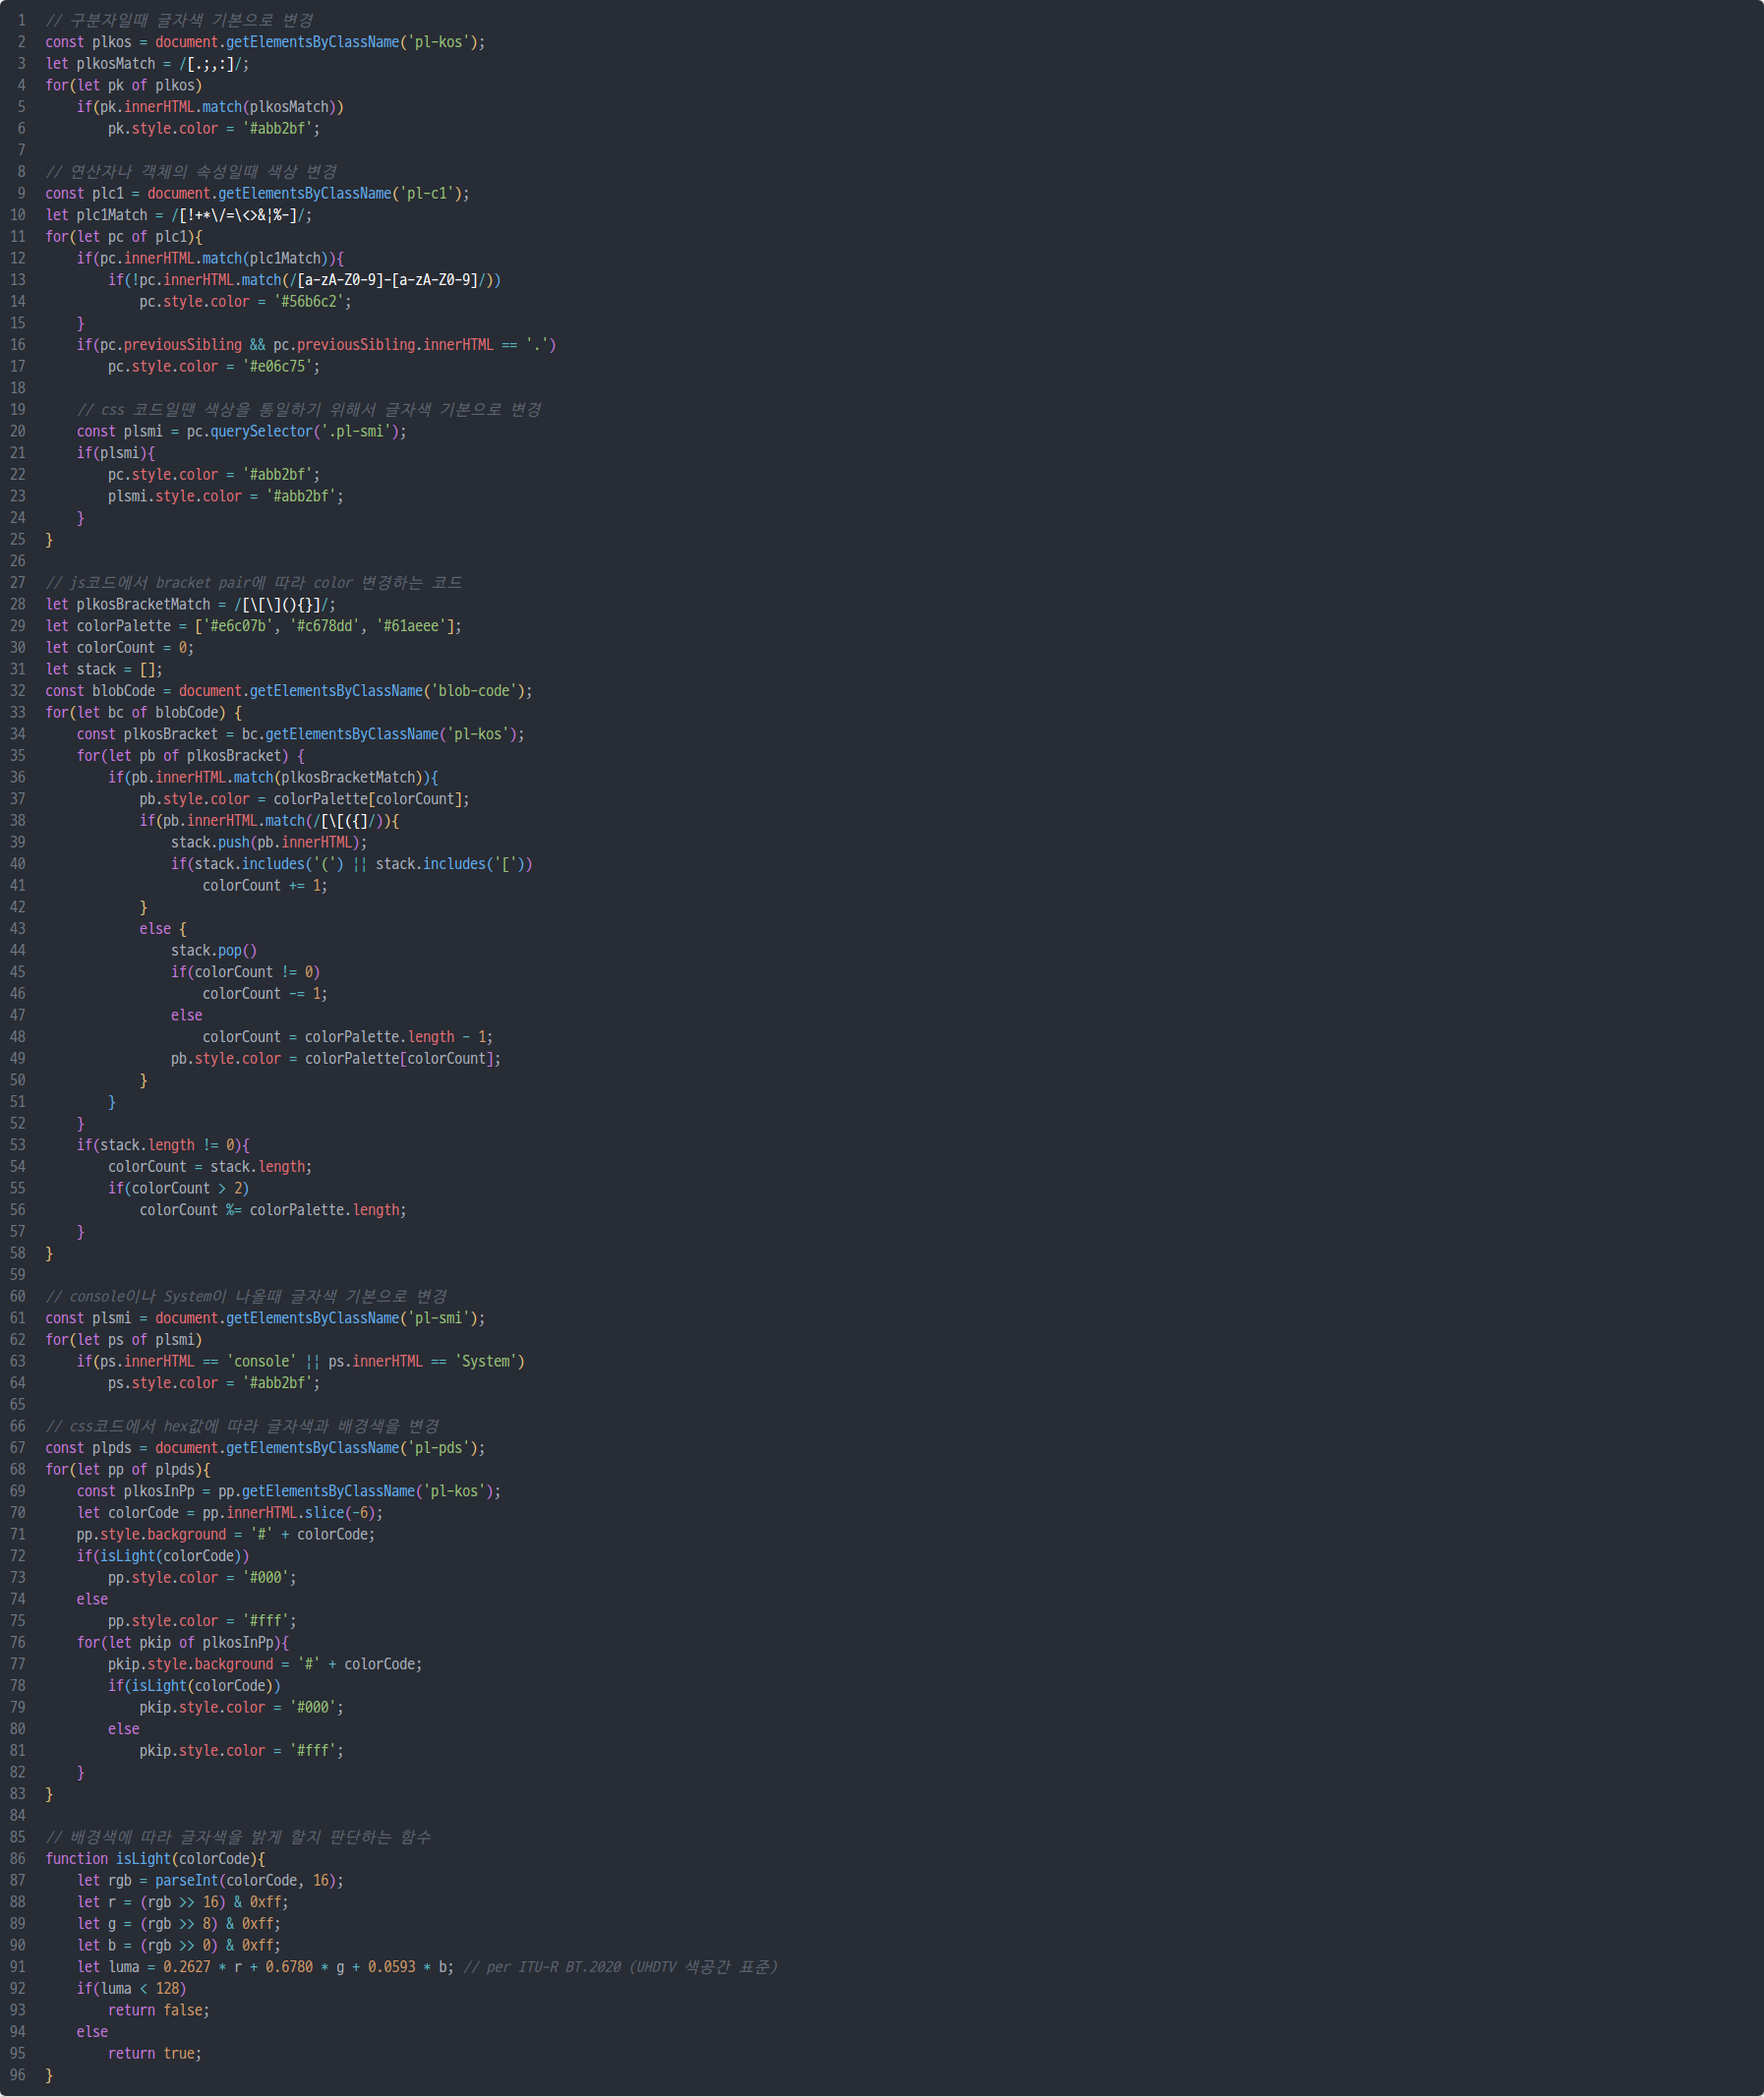 1 // 구분자일때 글자색 기본으로 변경
2 const plkos = document.getElementsByClassName('pl-kos');
3 let plkosMatch = /[.;,:]/;
4 for(let pk of plkos)
5     if(pk.innerHTML.match(plkosMatch))
6         pk.style.color = '#abb2bf';
7
8 // 연산자나 객체의 속성일때 색상 변경
9 const plc1 = document.getElementsByClassName('pl-c1');
10 let plc1Match = /[!+*\/=\<>&|%-]/;
11 for(let pc of plc1){
12     if(pc.innerHTML.match(plc1Match)){
13         if(!pc.innerHTML.match(/[a-zA-Z0-9]-[a-zA-Z0-9]/))
14             pc.style.color = '#56b6c2';
15     }
16     if(pc.previousSibling && pc.previousSibling.innerHTML == '.')
17         pc.style.color = '#e06c75';
18
19     // css 코드일땐 색상을 통일하기 위해서 글자색 기본으로 변경
20     const plsmi = pc.querySelector('.pl-smi');
21     if(plsmi){
22         pc.style.color = '#abb2bf';
23         plsmi.style.color = '#abb2bf';
24     }
25 }
26
27 // js코드에서 bracket pair에 따라 color 변경하는 코드
28 let plkosBracketMatch = /[\[\](){}]/;
29 let colorPalette = ['#e6c07b', '#c678dd', '#61aeee'];
30 let colorCount = 0;
31 let stack = [];
32 const blobCode = document.getElementsByClassName('blob-code');
33 for(let bc of blobCode) {
34     const plkosBracket = bc.getElementsByClassName('pl-kos');
35     for(let pb of plkosBracket) {
36         if(pb.innerHTML.match(plkosBracketMatch)){
37             pb.style.color = colorPalette[colorCount];
38             if(pb.innerHTML.match(/[\[({]/)){
39                 stack.push(pb.innerHTML);
40                 if(stack.includes('(') || stack.includes('['))
41                     colorCount += 1;
42             }
43             else {
44                 stack.pop()
45                 if(colorCount != 0)
46                     colorCount -= 1;
47                 else
48                     colorCount = colorPalette.length - 1;
49                 pb.style.color = colorPalette[colorCount];
50             }
51         }
52     }
53     if(stack.length != 0){
54         colorCount = stack.length;
55         if(colorCount > 2)
56             colorCount %= colorPalette.length;
57     }
58 }
59
60 // console이나 System이 나올때 글자색 기본으로 변경
61 const plsmi = document.getElementsByClassName('pl-smi');
62 for(let ps of plsmi)
63     if(ps.innerHTML == 'console' || ps.innerHTML == 'System')
64         ps.style.color = '#abb2bf';
65
66 // css코드에서 hex값에 따라 글자색과 배경색을 변경
67 const plpds = document.getElementsByClassName('pl-pds');
68 for(let pp of plpds){
69     const plkosInPp = pp.getElementsByClassName('pl-kos');
70     let colorCode = pp.innerHTML.slice(-6);
71     pp.style.background = '#' + colorCode;
72     if(isLight(colorCode))
73         pp.style.color = '#000';
74     else
75         pp.style.color = '#fff';
76     for(let pkip of plkosInPp){
77         pkip.style.background = '#' + colorCode;
78         if(isLight(colorCode))
79             pkip.style.color = '#000';
80         else
81             pkip.style.color = '#fff';
82     }
83 }
84
85 // 배경색에 따라 글자색을 밝게 할지 판단하는 함수
86 function isLight(colorCode){
87     let rgb = parseInt(colorCode, 16);
88     let r = (rgb >> 16) & 0xff;
89     let g = (rgb >> 8) & 0xff;
90     let b = (rgb >> 0) & 0xff;
91     let luma = 0.2627 * r + 0.6780 * g + 0.0593 * b; // per ITU-R BT.2020 (UHDTV 색공간 표준)
92     if(luma < 128)
93         return false;
94     else
95         return true;
96 }